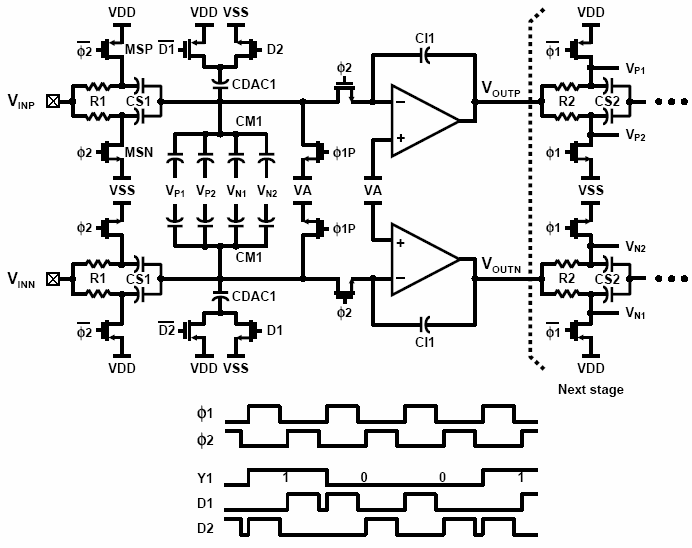 VDD VDD VSS
φ2̅ MSP D1̅ D2 CI1 φ1̅
φ2 VP1
CDAC1
VINP R1 CS1 − VOUTP R2 CS2
CM1 + VP2
φ2 MSN φ1P φ1
VSS VP1 VP2 VN1 VN2 VA VA VSS
φ2 φ1P φ1
CM1 + VN2
VINN R1 CS1 − VOUTN R2 CS2
CDAC1
φ2 VN1
φ2̅ D2̅ D1 CI1 φ1̅
VDD VDD VSS VDD
Next stage
φ1
φ2
Y1 1 0 0 1
D1
D2